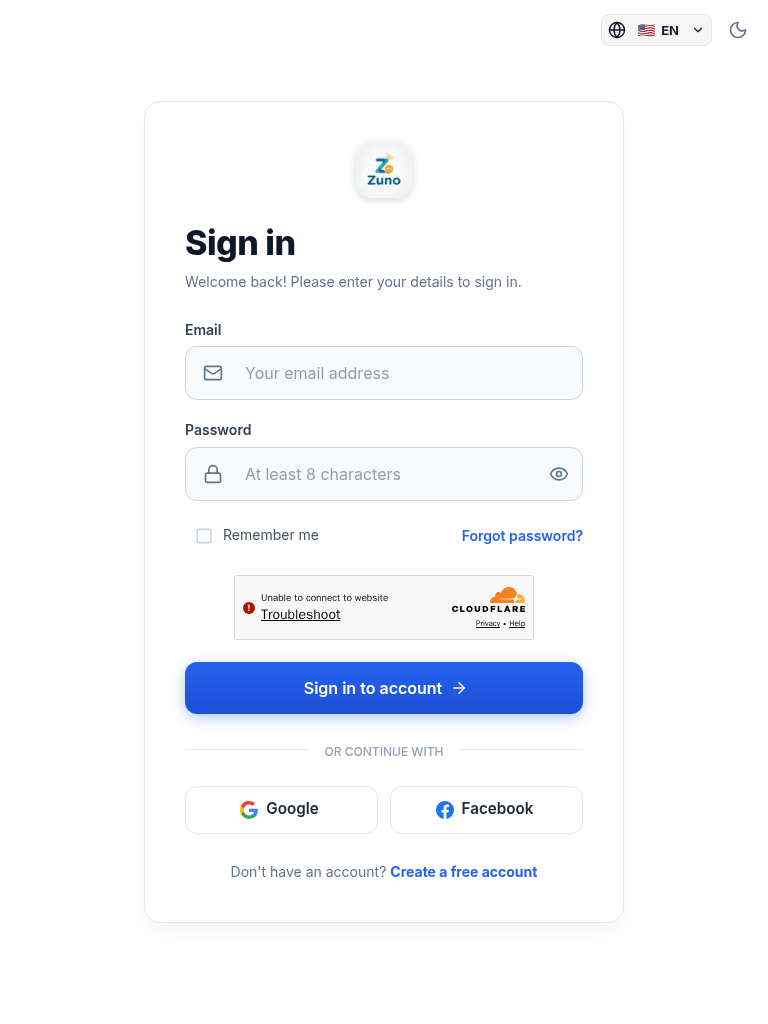 EN
Zuno
Sign in
Welcome back! Please enter your details to sign in.
Email
Your email address
Password
At least 8 characters
Remember me
Forgot password?
Unable to connect to website
Troubleshoot
CLOUDFLARE
Privacy • Help
Sign in to account
OR CONTINUE WITH
Google
Facebook
Don't have an account? Create a free account